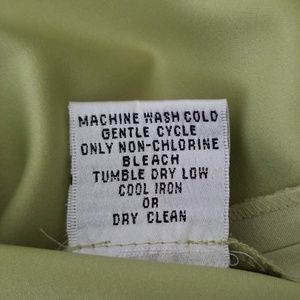 MACHINE WASH COLD
GENTLE CYCLE
ONLY NON-CHLORINE
BLEACH
TUMBLE DRY LOW
COOL IRON
OR
DRY CLEAN